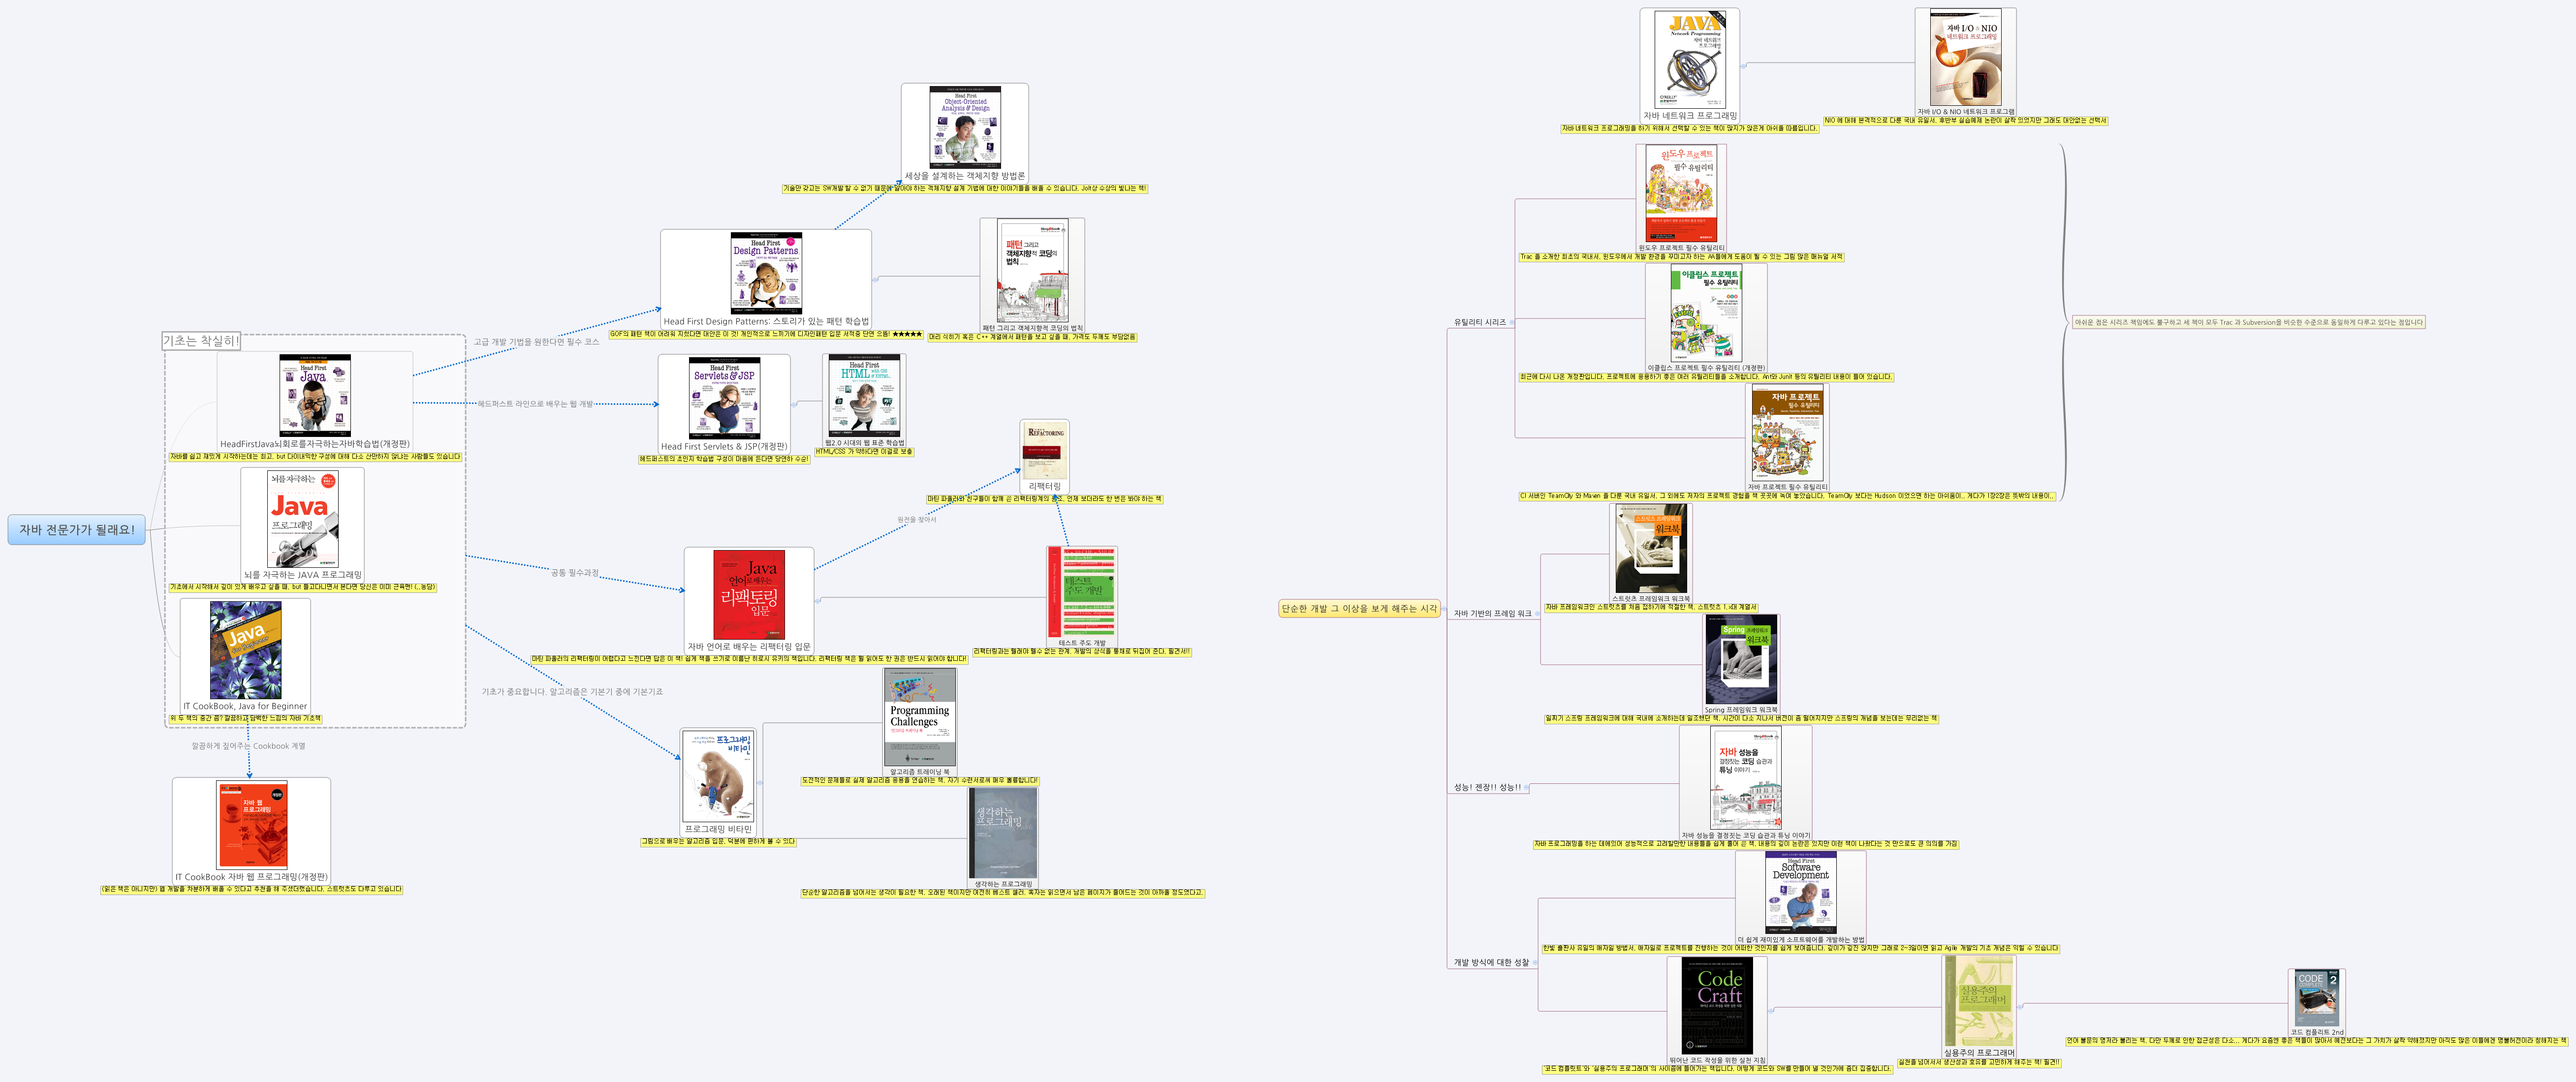 자바 전문가가 될래요!
기초는 착실히!
Head First
Java
HeadFirstJava뇌회로를자극하는자바학습법(개정판)
자바를 쉽고 재밌게 시작하는데는 최고, but 다이내믹한 구성에 대해 다소 산만하지 않냐는 사람들도 있습니다
뇌를 자극하는
Java
프로그래밍
뇌를 자극하는 JAVA 프로그래밍
기초에서 시작해서 깊이 있게 배우고 싶을 때, but 들고다니면서 본다면 당신은 이미 근육맨! (,,농담)
Java
IT CookBook, Java for Beginner
위 두 책의 중간 쯤? 깔끔하고 담백한 느낌의 자바 기초책
깔끔하게 짚어주는 Cookbook 계열
자바 웹
프로그래밍
IT CookBook 자바 웹 프로그래밍(개정판)
(읽은 책은 아니지만) 웹 개발을 차분하게 배울 수 있다고 추천을 해 주셨더랬습니다, 스트럿츠도 다루고 있습니다
고급 개발 기법을 원한다면 필수 코스
헤드퍼스트 라인으로 배우는 웹 개발
공통 필수과정
기초가 중요합니다. 알고리즘은 기본기 중에 기본기죠
Head First
Object-Oriented
Analysis & Design
세상을 설계하는 객체지향 방법론
기술만 갖고는 SW개발 할 수 없기 때문에 알아야 하는 객체지향 설계 기법에 대한 이야기들을 배울 수 있습니다, Jolt상 수상의 빛나는 책!
Head First
Design Patterns
Head First Design Patterns: 스토리가 있는 패턴 학습법
GOF의 패턴 책이 어려워 지쳤다면 대안은 이 것! 개인적으로 느끼기에 디자인패턴 입문 서적중 단연 으뜸! ★★★★★
패턴 그리고
객체지향적 코딩의
법칙
패턴 그리고 객체지향적 코딩의 법칙
머리 식히기 혹은 C++ 계열에서 패턴을 보고 싶을 때, 가격도 두께도 부담없음
Head First
Servlets & JSP
Head First Servlets & JSP(개정판)
헤드퍼스트의 초인지 학습법 구성이 마음에 든다면 당연하 수순!
Head First
HTML with CSS & XHTML
웹2.0 시대의 웹 표준 학습법
HTML/CSS 가 약하다면 이걸로 보충
REFACTORING
리팩터링
마틴 파울러와 친구들이 함께 쓴 리팩터링계의 원조, 언제 보더라도 한 번은 봐야 하는 책
원전을 찾아서
Java
언어로 배우는
리팩토링
입문
자바 언어로 배우는 리팩터링 입문
마틴 파울러의 리팩터링이 어렵다고 느낀다면 답은 이 책! 쉽게 책을 쓰기로 이름난 히로시 유키의 책입니다, 리팩터링 책은 뭘 읽어도 한 권은 반드시 읽어야 합니다!
테스트
주도 개발
테스트 주도 개발
리팩터링과는 뗄래야 뗄수 없는 관계, 개발의 상식을 통째로 뒤집어 준다, 필견서!!
Programming
Challenges
알고리즘 트레이닝 북
도전적인 문제들로 실제 알고리즘 응용을 연습하는 책, 자기 수련서로써 매우 훌륭합니다!
프로그래밍
비타민
프로그래밍 비타민
그림으로 배우는 알고리즘 입문, 덕분에 편하게 볼 수 있다
생각하는
프로그래밍
생각하는 프로그래밍
단순한 알고리즘을 넘어서는 생각이 필요한 책, 오래된 책이지만 여전히 베스트 셀러, 혹자는 읽으면서 남은 페이지가 줄어드는 것이 아까울 정도였다고,
단순한 개발 그 이상을 보게 해주는 시각
JAVA
Network Programming
자바 네트워크
프로그래밍
O'REILLY
자바 네트워크 프로그래밍
자바 네트워크 프로그래밍을 하기 위해서 선택할 수 있는 책이 많지가 않은게 아쉬울 따름입니다,
자바 I/O & NIO
네트워크 프로그래밍
자바 I/O & NIO 네트워크 프로그램
NIO 에 대해 본격적으로 다룬 국내 유일서, 후반부 실습예제 논란이 살짝 있었지만 그래도 대안없는 선택서
유틸리티 시리즈
윈도우 프로젝트
필수 유틸리티
윈도우 프로젝트 필수 유틸리티
Trac 을 소개한 최초의 국내서, 윈도우에서 개발 환경을 꾸미고자 하는 AA들에게 도움이 될 수 있는 그림 많은 매뉴얼 서적
이클립스 프로젝트
필수 유틸리티
이클립스 프로젝트 필수 유틸리티 (개정판)
최근에 다시 나온 개정판입니다, 프로젝트에 응용하기 좋은 여러 유틸리티들을 소개합니다, Ant와 Junit 등의 유틸리티 내용이 들어 있습니다,
자바 프로젝트
필수 유틸리티
자바 프로젝트 필수 유틸리티
CI 서버인 TeamCity 와 Maven 을 다룬 국내 유일서, 그 외에도 저자의 프로젝트 경험을 책 곳곳에 녹여 놓았습니다, TeamCity 보다는 Hudson 이었으면 하는 아쉬움이,, 게다가 1장2장은 뜻밖의 내용이,,
아쉬운 점은 시리즈 책임에도 불구하고 세 책이 모두 Trac 과 Subversion을 비슷한 수준으로 동일하게 다루고 있다는 점입니다
자바 기반의 프레임 워크
스트럿츠 프레임워크
워크북
스트럿츠 프레임워크 워크북
자바 프레임워크인 스트럿츠를 처음 접하기에 적절한 책, 스트럿츠 1.x대 계열서
Spring 프레임워크
워크북
Spring 프레임워크 워크북
일찌기 스프링 프레임워크에 대해 국내에 소개하는데 일조했던 책, 시간이 다소 지나서 버전이 좀 떨어지지만 스프링의 개념을 보는데는 무리없는 책
성능! 젠장!! 성능!!
자바 성능을
결정짓는 코딩 습관과
튜닝 이야기
자바 성능을 결정짓는 코딩 습관과 튜닝 이야기
자바 프로그래밍을 하는 데에있어 성능적으로 고려할만한 내용들을 쉽게 풀어 쓴 책, 내용의 깊이 논란은 있지만 이런 책이 나왔다는 것 만으로도 큰 의의를 가짐
개발 방식에 대한 성찰
Head First
Software
Development
더 쉽게 재미있게 소프트웨어를 개발하는 방법
한빛 출판사 유일의 애자일 방법서, 애자일로 프로젝트를 진행하는 것이 어떠한 것인지를 쉽게 보여줍니다, 깊이가 깊진 않지만 그래로 2~3일이면 읽고 Agile 개발의 기초 개념은 익힐 수 있습니다
Code
Craft
뛰어난 코드 작성을 위한 실천 지침
'코드 컴플릿트'와 '실용주의 프로그래머'의 사이쯤에 들어가는 책입니다, 어떻게 코드와 SW를 만들어 낼 것인가에 좀더 집중합니다,
실용주의
프로그래머
실용주의 프로그래머
실천을 넘어서서 생산성과 효유를 고민하게 해주는 책! 필견!!
CODE
COMPLETE
2
코드 컴플리트 2nd
언어 불문의 명저라 불리는 책, 다만 두께로 인한 접근성은 다소... 게다가 요즘엔 좋은 책들이 많아서 예전보다는 그 가치가 살짝 약해졌지만 아직도 많은 이들에겐 명불허전이라 칭해지는 책